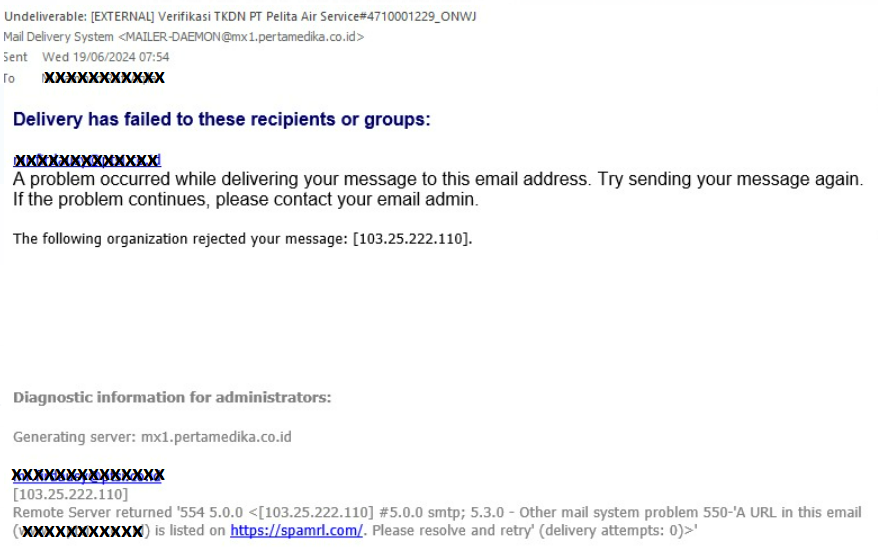 Undeliverable: [EXTERNAL] Verifikasi TKDN PT Pelita Air Service#4710001229_ONWJ
Mail Delivery System <MAILER-DAEMON@mx1.pertamedika.co.id>
Sent Wed 19/06/2024 07:54
To XXXXXXXXXXX
Delivery has failed to these recipients or groups:
XXXXXXXXXXXXX
A problem occurred while delivering your message to this email address. Try sending your message again.
If the problem continues, please contact your email admin.
The following organization rejected your message: [103.25.222.110].
Diagnostic information for administrators:
Generating server: mx1.pertamedika.co.id
XXXXXXXXXXXXXX
[103.25.222.110]
Remote Server returned '554 5.0.0 <[103.25.222.110] #5.0.0 smtp; 5.3.0 - Other mail system problem 550-'A URL in this email
(XXXXXXXXXXX) is listed on https://spamrl.com/. Please resolve and retry' (delivery attempts: 0)>'